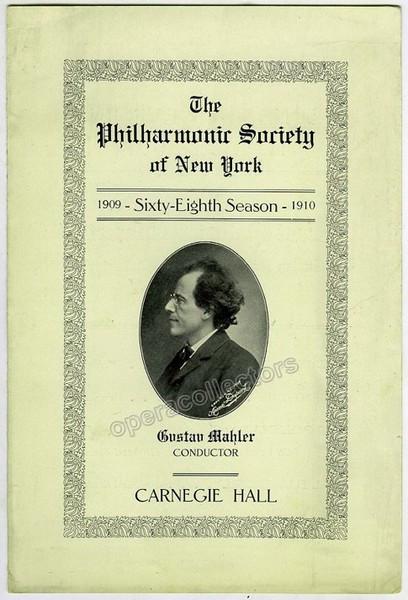 The
Philharmonic Society
of New York
1909 - Sixty-Eighth Season - 1910
operacollectors
Gustav Mahler
CONDUCTOR
CARNEGIE HALL